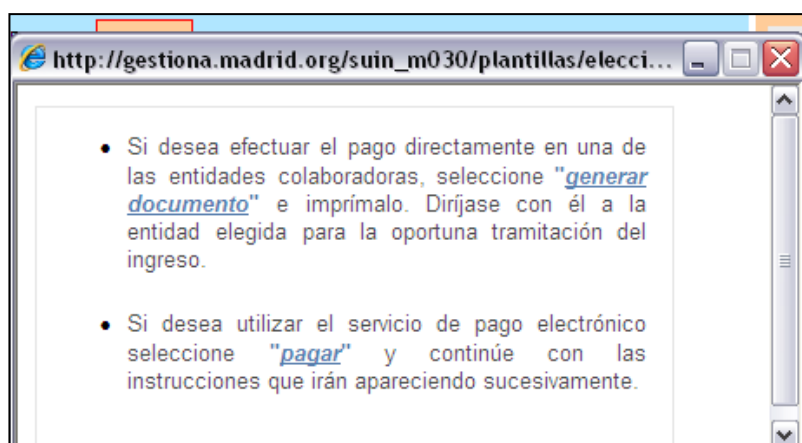 http://gestiona.madrid.org/suin_m030/plantillas/elecci...
• Si desea efectuar el pago directamente en una de
las entidades colaboradoras, seleccione "generar
documento" e imprímalo. Diríjase con él a la
entidad elegida para la oportuna tramitación del
ingreso.
• Si desea utilizar el servicio de pago electrónico
seleccione "pagar" y continúe con las
instrucciones que irán apareciendo sucesivamente.